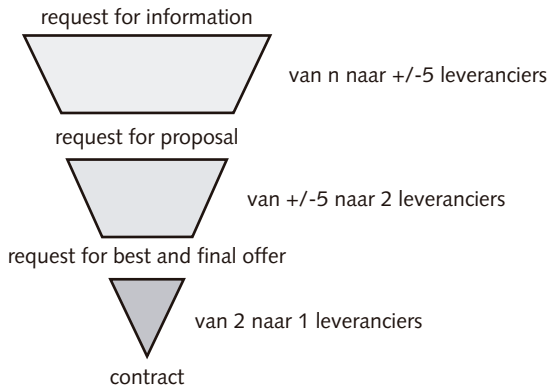 request for information
van n naar +/-5 leveranciers
request for proposal
van +/-5 naar 2 leveranciers
request for best and final offer
van 2 naar 1 leveranciers
contract